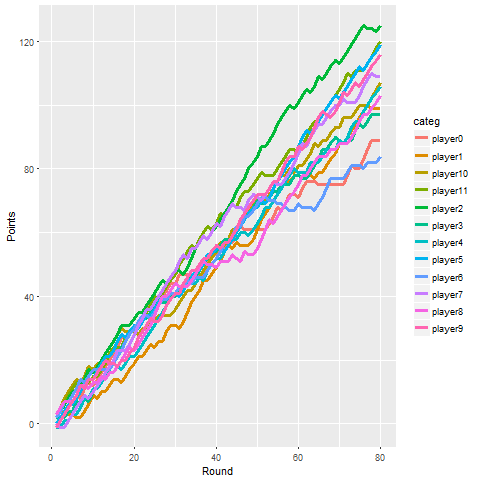 120
80
40
0
Points
0
20
40
60
80
Round
categ
player0
player1
player10
player11
player2
player3
player4
player5
player6
player7
player8
player9